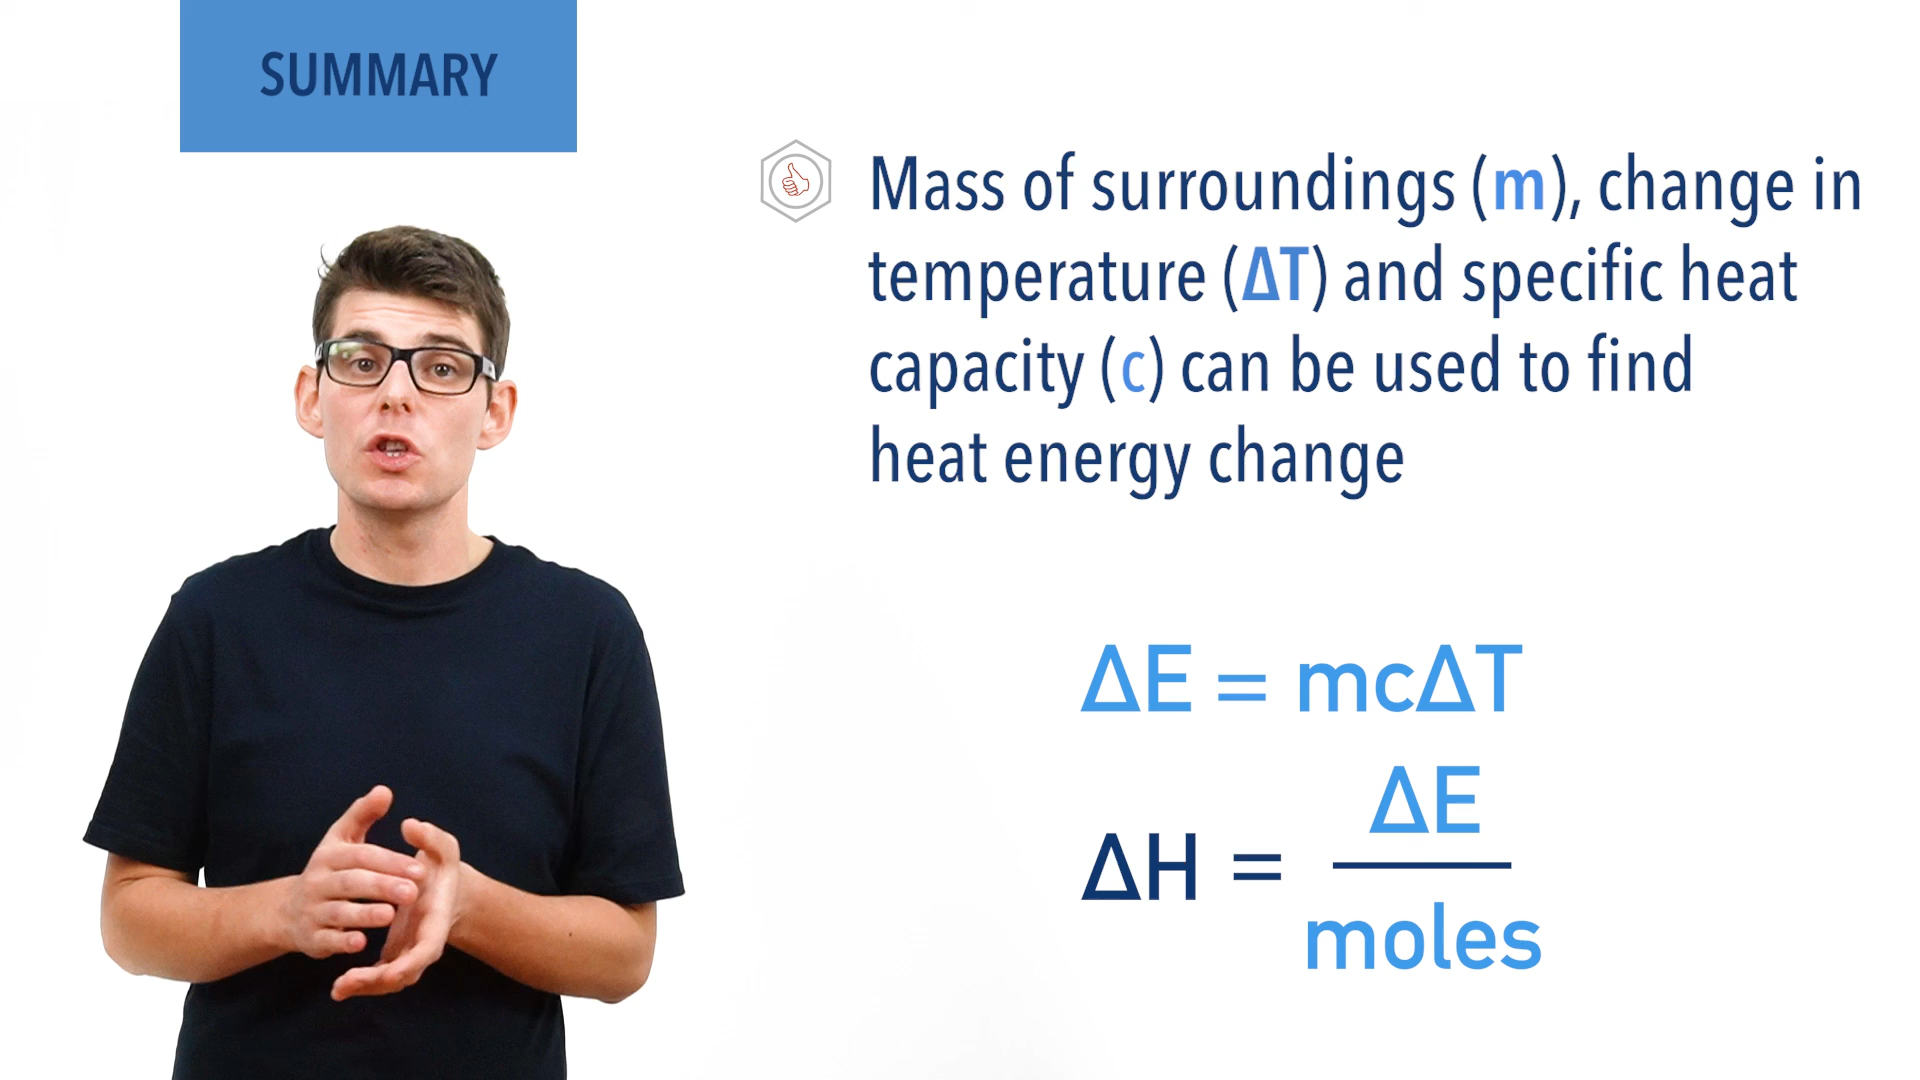 SUMMARY
Mass of surroundings (m), change in
temperature (ΔT) and specific heat
capacity (c) can be used to find
heat energy change
ΔE = mcΔT
ΔH = ΔE
moles